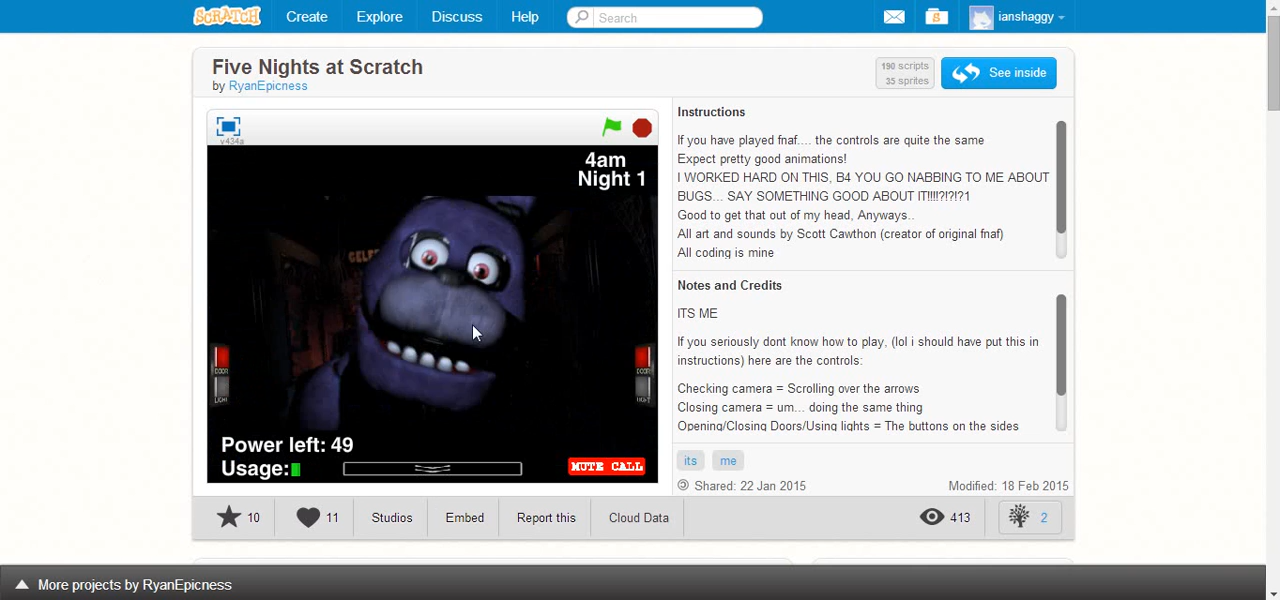 SCRATCH
Create
Explore
Discuss
Help
Search
ianshaggy
Five Nights at Scratch
by RyanEpicness
190 scripts
35 sprites
See inside
v434a
4am
Night 1
CELE
DOOR
LIGHT
DOOR
LIGHT
Power left: 49
Usage:
MUTE CALL
Instructions
If you have played fnaf.... the controls are quite the same
Expect pretty good animations!
I WORKED HARD ON THIS, B4 YOU GO NABBING TO ME ABOUT
BUGS... SAY SOMETHING GOOD ABOUT IT!!!!?!?!?1
Good to get that out of my head, Anyways..
All art and sounds by Scott Cawthon (creator of original fnaf)
All coding is mine
Notes and Credits
ITS ME
If you seriously dont know how to play, (lol i should have put this in
instructions) here are the controls:
Checking camera = Scrolling over the arrows
Closing camera = um... doing the same thing
Opening/Closing Doors/Using lights = The buttons on the sides
its
me
Shared: 22 Jan 2015
Modified: 18 Feb 2015
10
11
Studios
Embed
Report this
Cloud Data
413
2
More projects by RyanEpicness